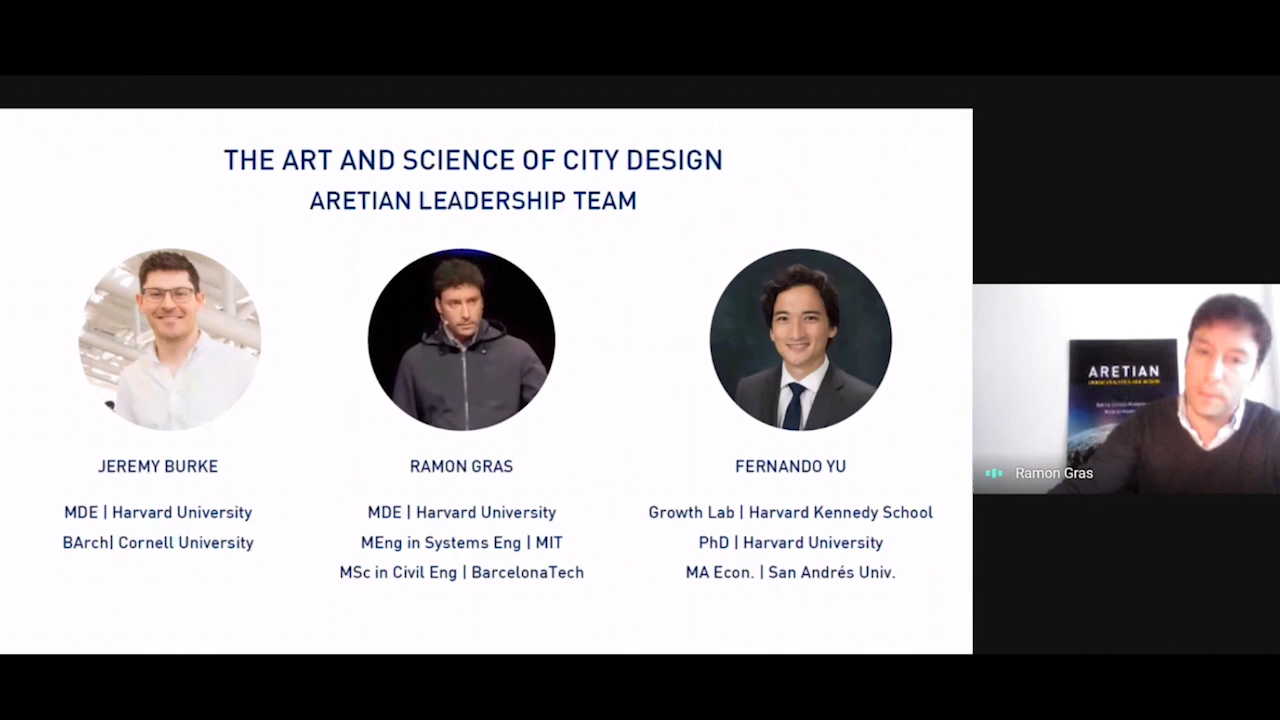 THE ART AND SCIENCE OF CITY DESIGN
ARETIAN LEADERSHIP TEAM
JEREMY BURKE
MDE | Harvard University
BArch| Cornell University
RAMON GRAS
MDE | Harvard University
MEng in Systems Eng | MIT
MSc in Civil Eng | BarcelonaTech
FERNANDO YU
Growth Lab | Harvard Kennedy School
PhD | Harvard University
MA Econ. | San Andrés Univ.
ARETIAN
Ramon Gras